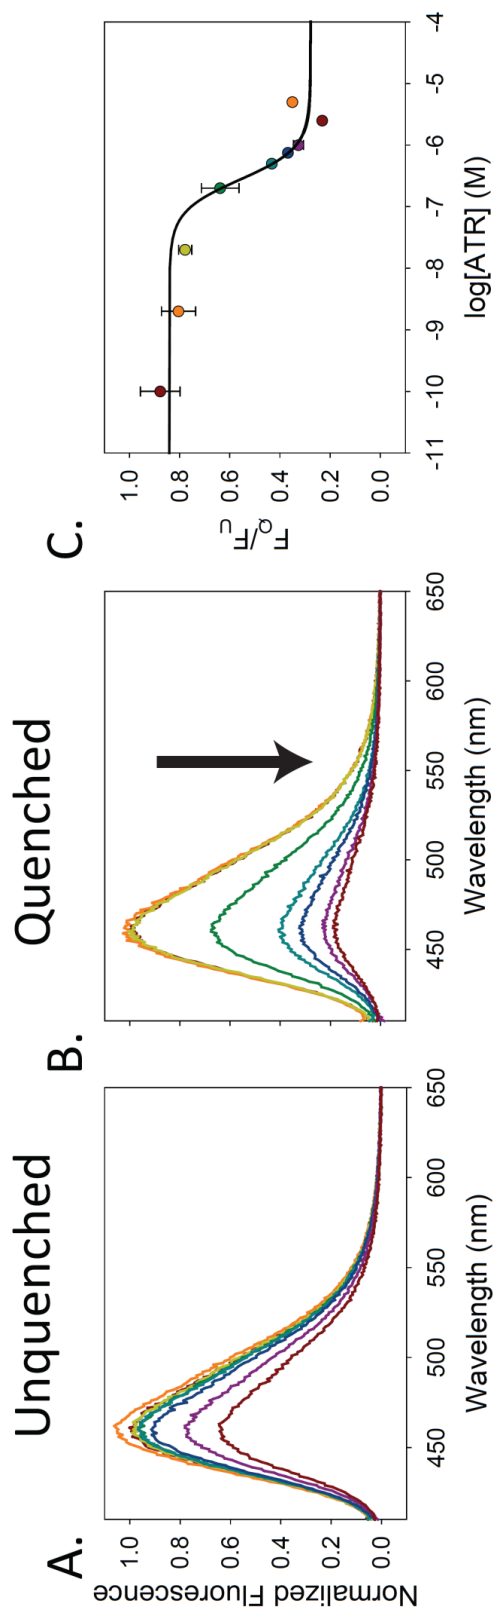 A.
Unquenched
Normalized Fluorescence
1.0
0.8
0.6
0.4
0.2
0.0
450 500 550 600 650
Wavelength (nm)
B.
Quenched
450 500 550 600 650
Wavelength (nm)
C.
F_Q/F_U
1.0
0.8
0.6
0.4
0.2
0.0
-11 -10 -9 -8 -7 -6 -5 -4
log[ATR] (M)